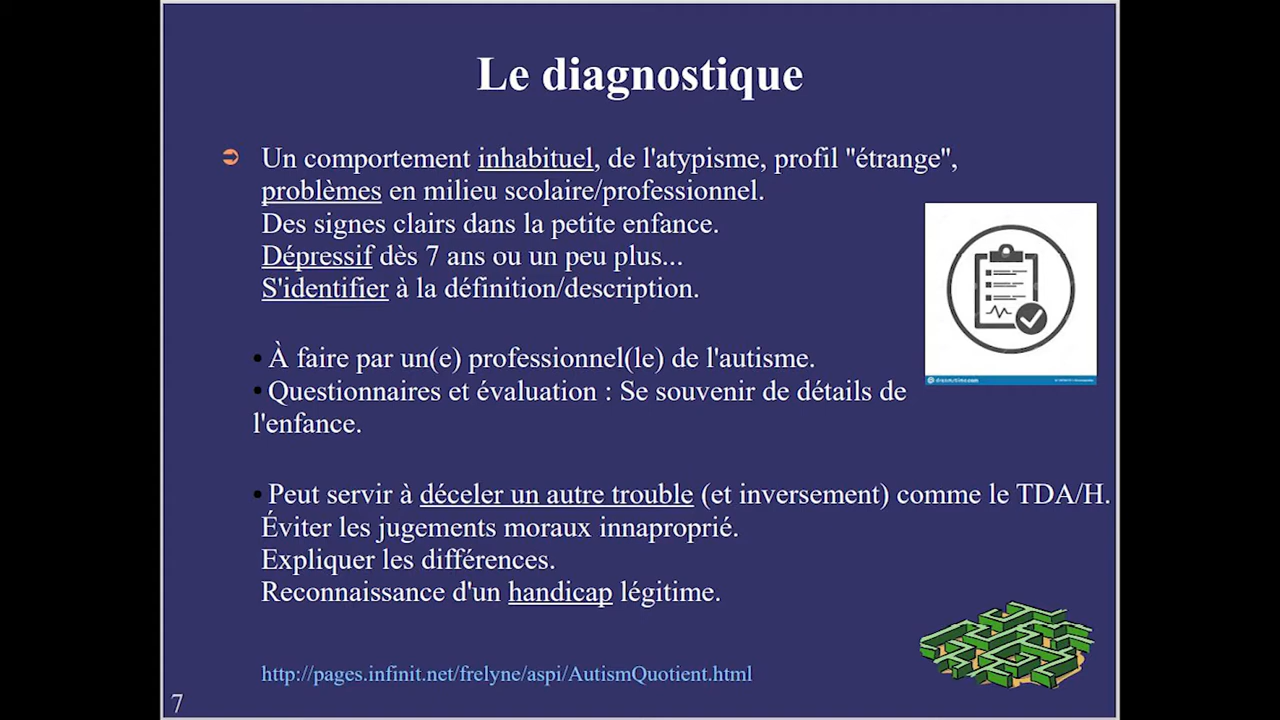 Le diagnostique
Un comportement inhabituel, de l'atypisme, profil "étrange",
problèmes en milieu scolaire/professionnel.
Des signes clairs dans la petite enfance.
Dépressif dès 7 ans ou un peu plus...
S'identifier à la définition/description.
• À faire par un(e) professionnel(le) de l'autisme.
• Questionnaires et évaluation : Se souvenir de détails de
l'enfance.
dreamstime.com
• Peut servir à déceler un autre trouble (et inversement) comme le TDA/H.
Éviter les jugements moraux innaproprié.
Expliquer les différences.
Reconnaissance d'un handicap légitime.
http://pages.infinit.net/frelyne/aspi/AutismQuotient.html
7